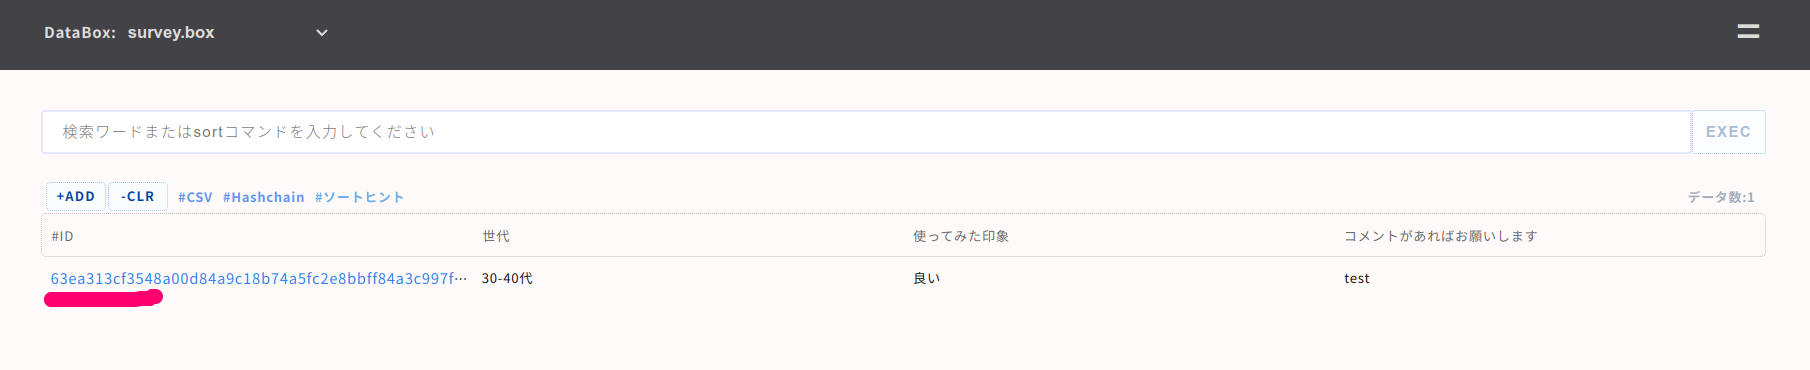 DataBox: survey.box
検索ワードまたはsortコマンドを入力してください EXEC
+ADD -CLR #CSV #Hashchain #ソートヒント データ数:1
#ID 世代 使ってみた印象 コメントがあればお願いします
63ea313cf3548a00d84a9c18b74a5fc2e8bbff84a3c997f… 30-40代 良い test